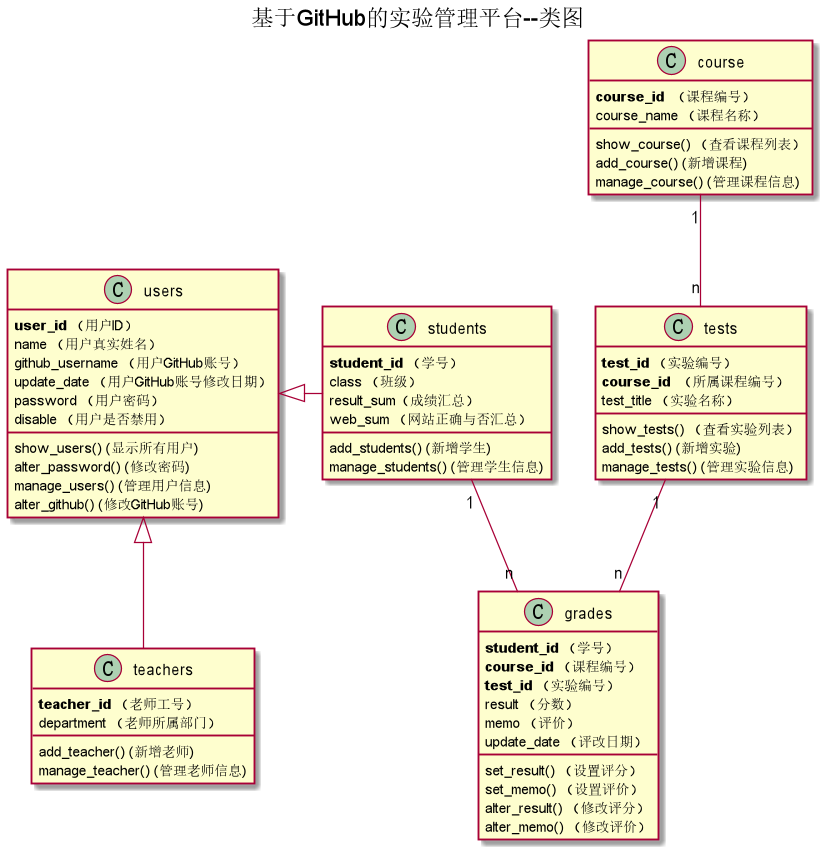 基于GitHub的实验管理平台--类图
C course
course_id （课程编号）
course_name （课程名称）
show_course() （查看课程列表）
add_course() (新增课程)
manage_course() (管理课程信息)
1
n
C users
user_id （用户ID）
name （用户真实姓名）
github_username （用户GitHub账号）
update_date （用户GitHub账号修改日期）
password （用户密码）
disable （用户是否禁用）
show_users() (显示所有用户)
alter_password() (修改密码)
manage_users() (管理用户信息)
alter_github() (修改GitHub账号)
C students
student_id （学号）
class （班级）
result_sum（成绩汇总）
web_sum （网站正确与否汇总）
add_students() (新增学生)
manage_students() (管理学生信息)
C tests
test_id （实验编号）
course_id （所属课程编号）
test_title （实验名称）
show_tests() （查看实验列表）
add_tests() (新增实验)
manage_tests() (管理实验信息)
1
n
1
n
C teachers
teacher_id （老师工号）
department （老师所属部门）
add_teacher() (新增老师)
manage_teacher() (管理老师信息)
C grades
student_id （学号）
course_id （课程编号）
test_id （实验编号）
result （分数）
memo （评价）
update_date （评改日期）
set_result() （设置评分）
set_memo() （设置评价）
alter_result() （修改评分）
alter_memo() （修改评价）